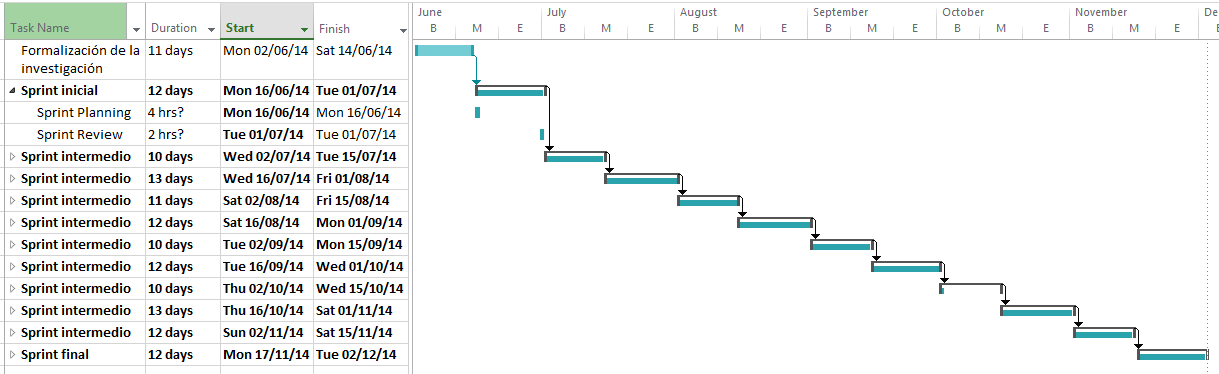 June July August September October November De
Task Name Duration Start Finish B M E B M E B M E B M E B M E B M E B
Formalización de la investigación 11 days Mon 02/06/14 Sat 14/06/14
Sprint inicial 12 days Mon 16/06/14 Tue 01/07/14
Sprint Planning 4 hrs? Mon 16/06/14 Mon 16/06/14
Sprint Review 2 hrs? Tue 01/07/14 Tue 01/07/14
Sprint intermedio 10 days Wed 02/07/14 Tue 15/07/14
Sprint intermedio 13 days Wed 16/07/14 Fri 01/08/14
Sprint intermedio 11 days Sat 02/08/14 Fri 15/08/14
Sprint intermedio 12 days Sat 16/08/14 Mon 01/09/14
Sprint intermedio 10 days Tue 02/09/14 Mon 15/09/14
Sprint intermedio 12 days Tue 16/09/14 Wed 01/10/14
Sprint intermedio 10 days Thu 02/10/14 Wed 15/10/14
Sprint intermedio 13 days Thu 16/10/14 Sat 01/11/14
Sprint intermedio 12 days Sun 02/11/14 Sat 15/11/14
Sprint final 12 days Mon 17/11/14 Tue 02/12/14